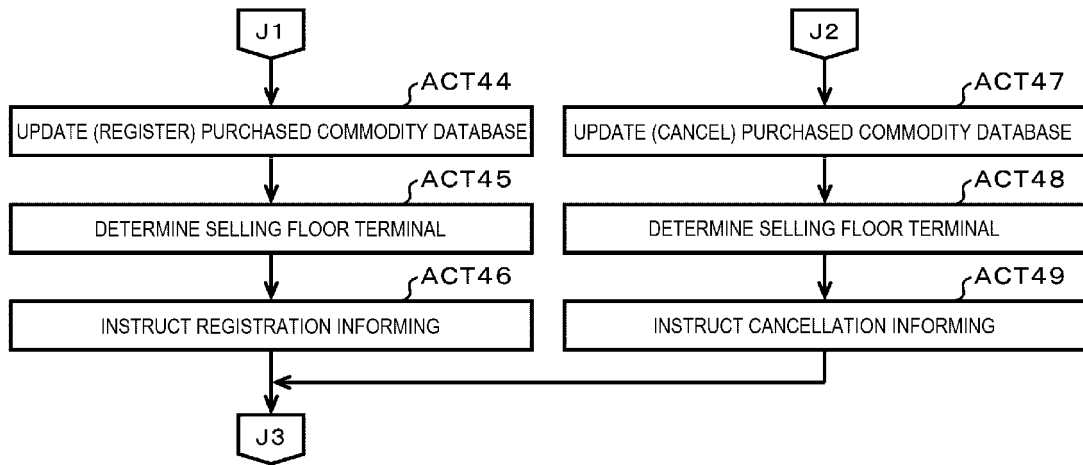 J1
J2
ACT44
ACT47
UPDATE (REGISTER) PURCHASED COMMODITY DATABASE
UPDATE (CANCEL) PURCHASED COMMODITY DATABASE
ACT45
ACT48
DETERMINE SELLING FLOOR TERMINAL
DETERMINE SELLING FLOOR TERMINAL
ACT46
ACT49
INSTRUCT REGISTRATION INFORMING
INSTRUCT CANCELLATION INFORMING
J3